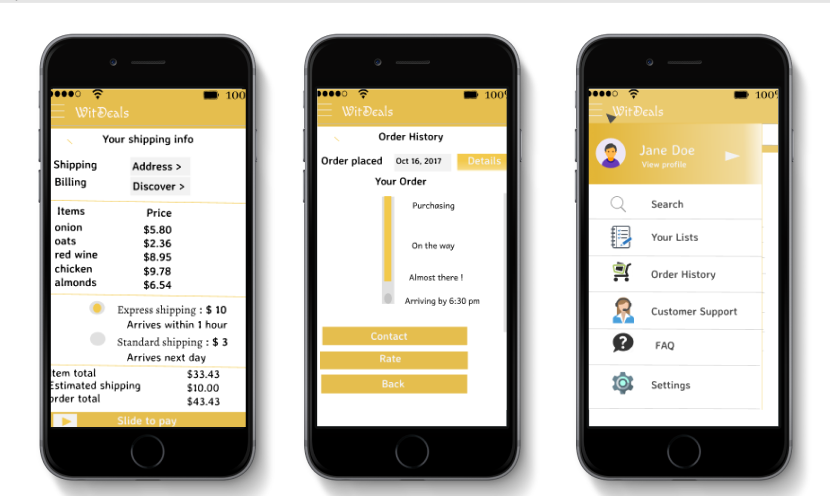 100
WitDeals
Your shipping info
Shipping Address >
Billing Discover >
Items Price
onion $5.80
oats $2.36
red wine $8.95
chicken $9.78
almonds $6.54
Express shipping : $ 10
Arrives within 1 hour
Standard shipping : $ 3
Arrives next day
tem total $33.43
Estimated shipping $10.00
order total $43.43
Slide to pay
100%
WitDeals
Order History
Order placed Oct 16, 2017 Details
Your Order
Purchasing
On the way
Almost there !
Arriving by 6:30 pm
Contact
Rate
Back
100%
WitDeals
Jane Doe
View profile
Search
Your Lists
Order History
Customer Support
FAQ
Settings